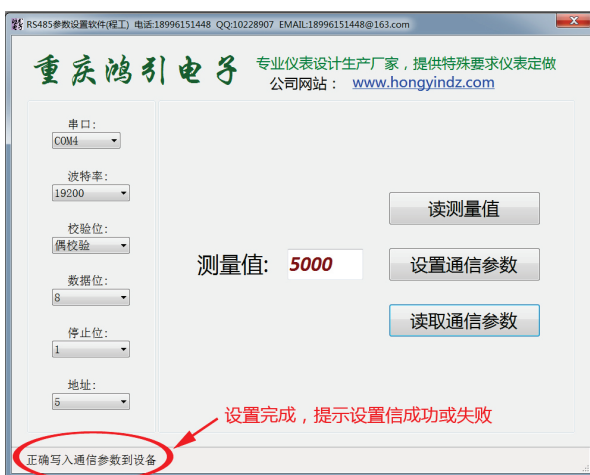 RS485参数设置软件(程工) 电话:18996151448 QQ:10228907 EMAIL:18996151448@163.com
重庆鸿引电子
专业仪表设计生产厂家，提供特殊要求仪表定做
公司网站： www.hongyindz.com
串口:
COM4
波特率:
19200
校验位:
偶校验
数据位:
8
停止位:
1
地址:
5
测量值: 5000
读测量值
设置通信参数
读取通信参数
设置完成，提示设置信成功或失败
正确写入通信参数到设备